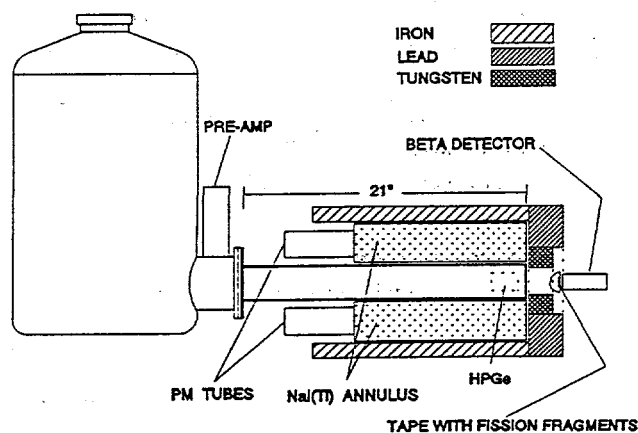 IRON
LEAD
TUNGSTEN
PRE-AMP
BETA DETECTOR
21"
PM TUBES
NaI(Tl) ANNULUS
HPGe
TAPE WITH FISSION FRAGMENTS